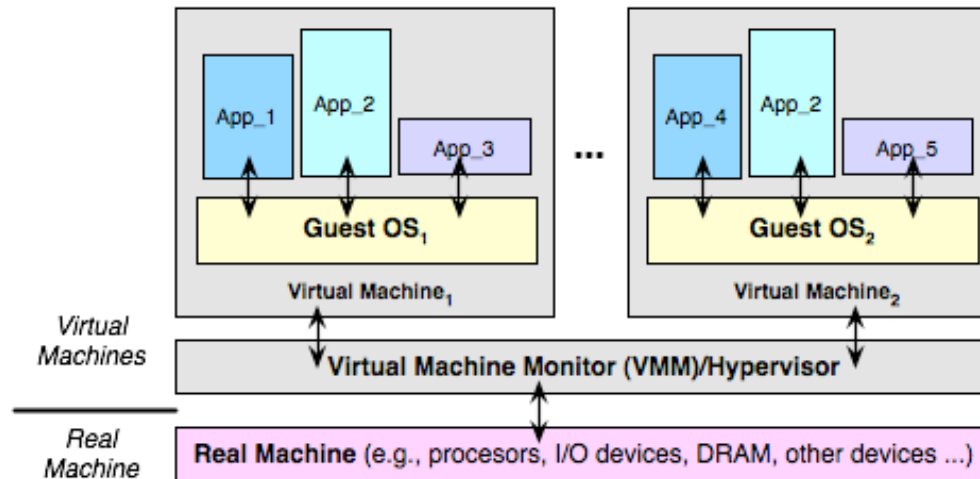 App_1
App_2
App_3
...
App_4
App_2
App_5
Guest OS₁
Guest OS₂
Virtual Machine₁
Virtual Machine₂
Virtual
Machines
Virtual Machine Monitor (VMM)/Hypervisor
Real
Machine
Real Machine (e.g., procesors, I/O devices, DRAM, other devices ...)